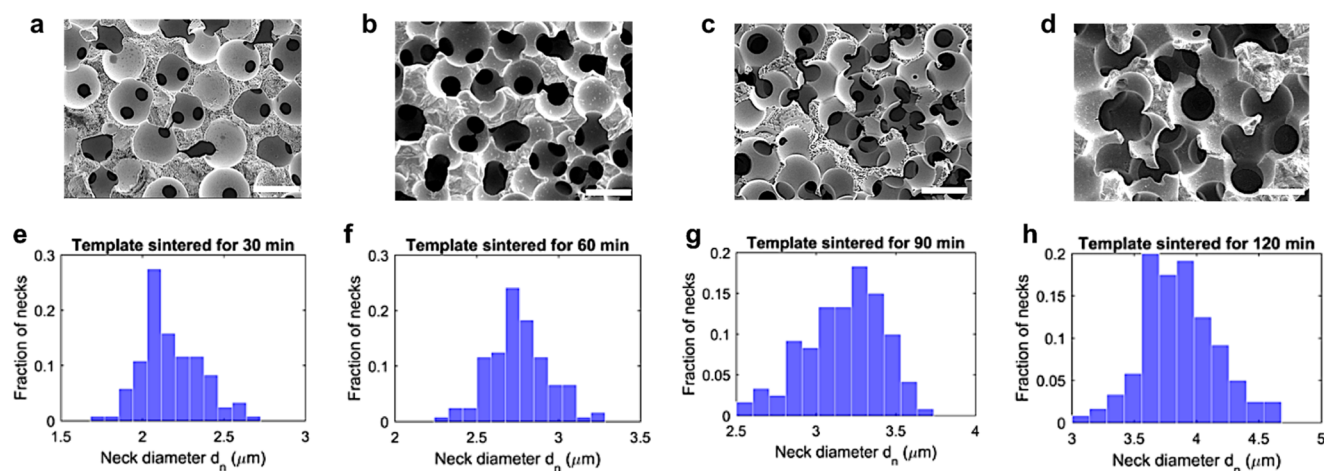 a
b
c
d
e
Template sintered for 30 min
Fraction of necks
0.3
0.2
0.1
0
1.5
2
2.5
3
Neck diameter d_n (μm)
f
Template sintered for 60 min
Fraction of necks
0.3
0.2
0.1
0
2
2.5
3
3.5
Neck diameter d_n (μm)
g
Template sintered for 90 min
Fraction of necks
0.2
0.15
0.1
0.05
0
2.5
3
3.5
4
Neck diameter d_n (μm)
h
Template sintered for 120 min
Fraction of necks
0.2
0.15
0.1
0.05
0
3
3.5
4
4.5
5
Neck diameter d_n (μm)